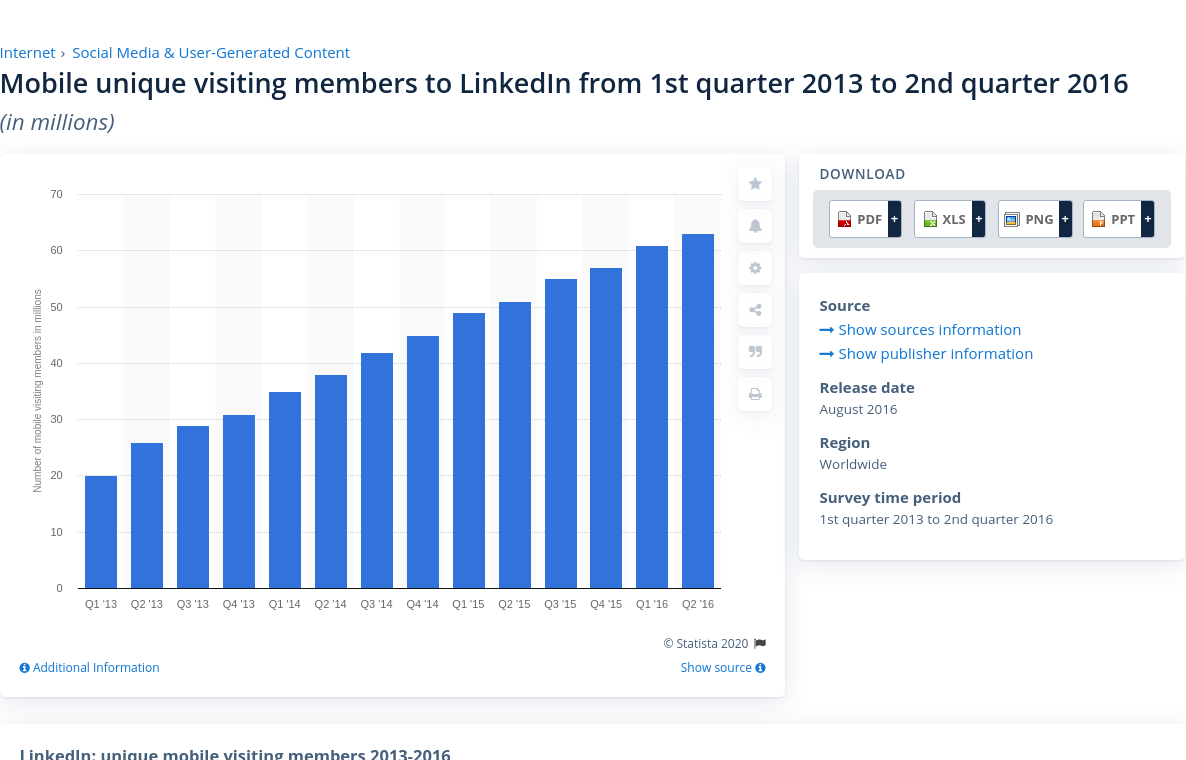 Internet › Social Media & User-Generated Content
Mobile unique visiting members to LinkedIn from 1st quarter 2013 to 2nd quarter 2016
(in millions)
Number of mobile visiting members in millions
70
60
50
40
30
20
10
0
Q1 '13 Q2 '13 Q3 '13 Q4 '13 Q1 '14 Q2 '14 Q3 '14 Q4 '14 Q1 '15 Q2 '15 Q3 '15 Q4 '15 Q1 '16 Q2 '16
© Statista 2020
Additional Information
Show source
DOWNLOAD
PDF + XLS + PNG + PPT +
Source
Show sources information
Show publisher information
Release date
August 2016
Region
Worldwide
Survey time period
1st quarter 2013 to 2nd quarter 2016
LinkedIn: unique mobile visiting members 2013-2016